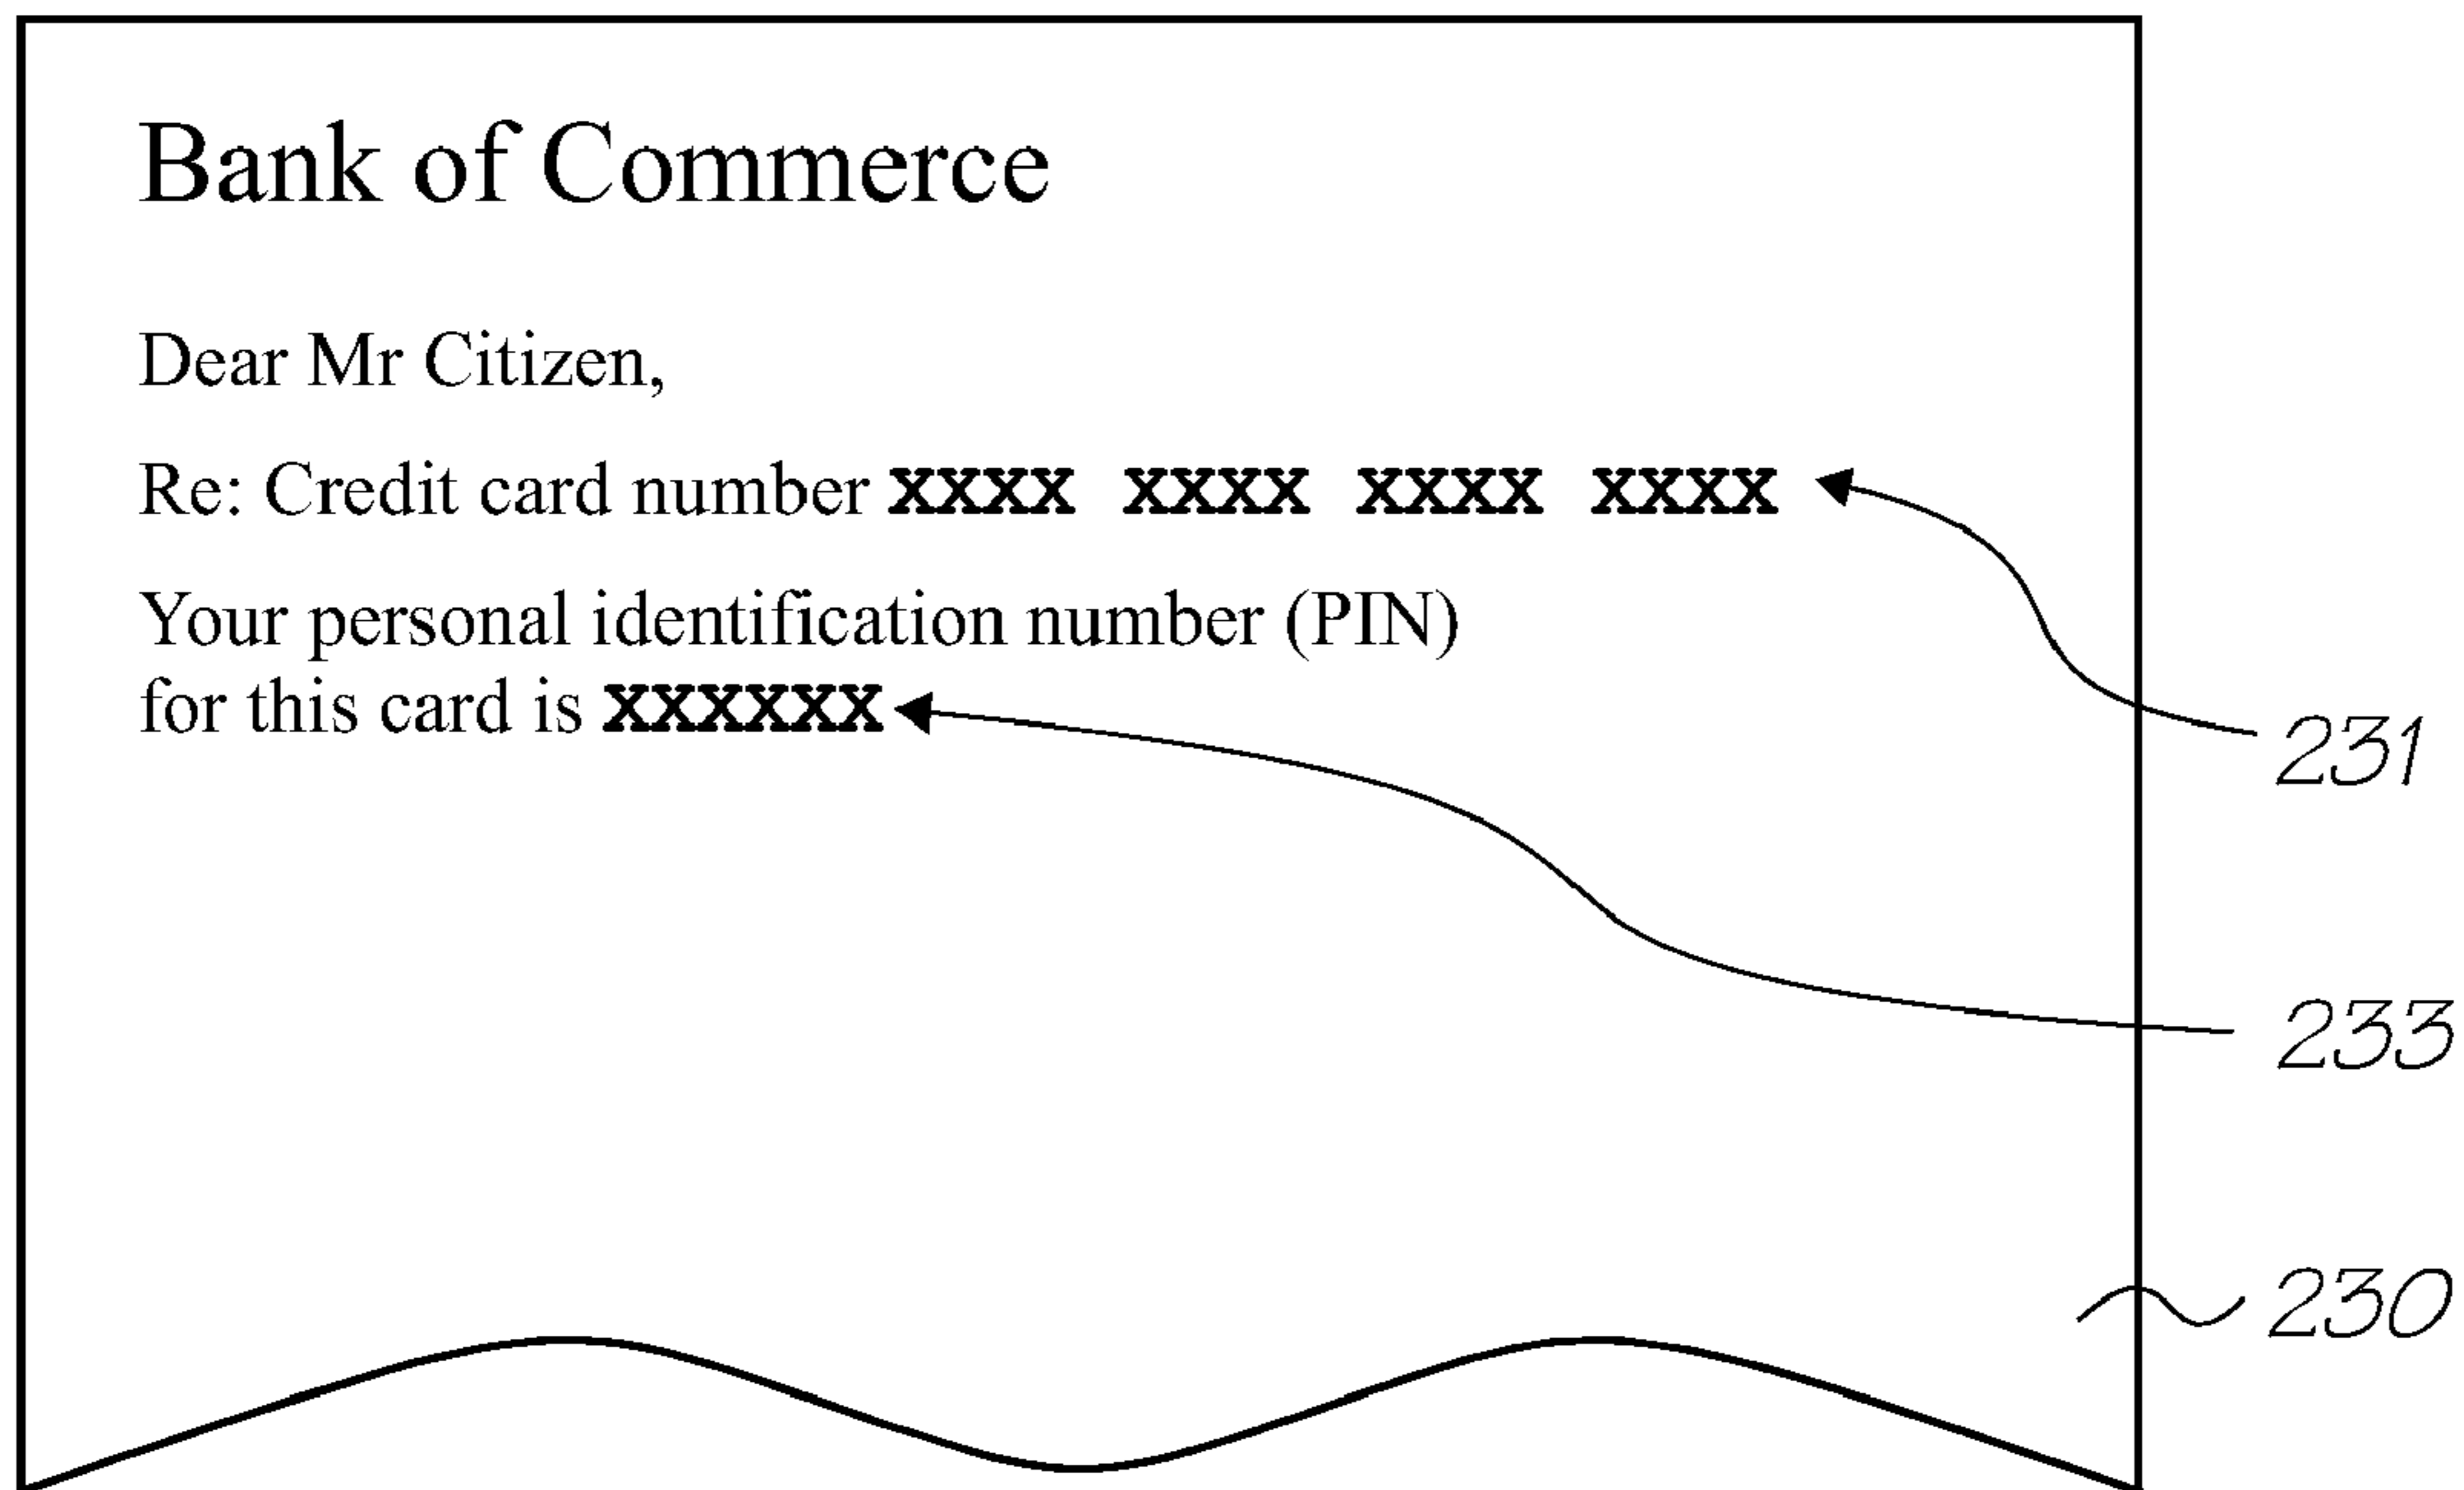 Bank of Commerce
Dear Mr Citizen,
Re: Credit card number xxxx xxxx xxxx xxxx
Your personal identification number (PIN)
for this card is xxxxxx
231
233
230